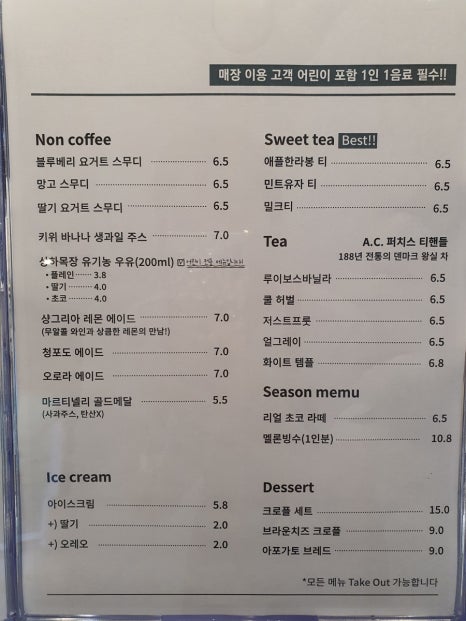 매장 이용 고객 어린이 포함 1인 1음료 필수!!
Non coffee
블루베리 요거트 스무디 6.5
망고 스무디 6.5
딸기 요거트 스무디 6.5
키위 바나나 생과일 주스 7.0
상하목장 유기농 우유(200ml)
• 플레인 3.8
• 딸기 4.0
• 초코 4.0
샹그리아 레몬 에이드 7.0
(무알콜 와인과 상큼한 레몬의 만남!)
청포도 에이드 7.0
오로라 에이드 7.0
마르티넬리 골드메달 5.5
(사과주스, 탄산X)
Ice cream
아이스크림 5.8
+) 딸기 2.0
+) 오레오 2.0
Sweet tea Best!!
애플한라봉 티 6.5
민트유자 티 6.5
밀크티 6.5
Tea A.C. 퍼치스 티핸들
188년 전통의 덴마크 왕실 차
루이보스바닐라 6.5
쿨 허벌 6.5
저스트프룻 6.5
얼그레이 6.5
화이트 템플 6.8
Season memu
리얼 초코 라떼 6.5
멜론빙수(1인분) 10.8
Dessert
크로플 세트 15.0
브라운치즈 크로플 9.0
아포가토 브레드 9.0
*모든 메뉴 Take Out 가능합니다